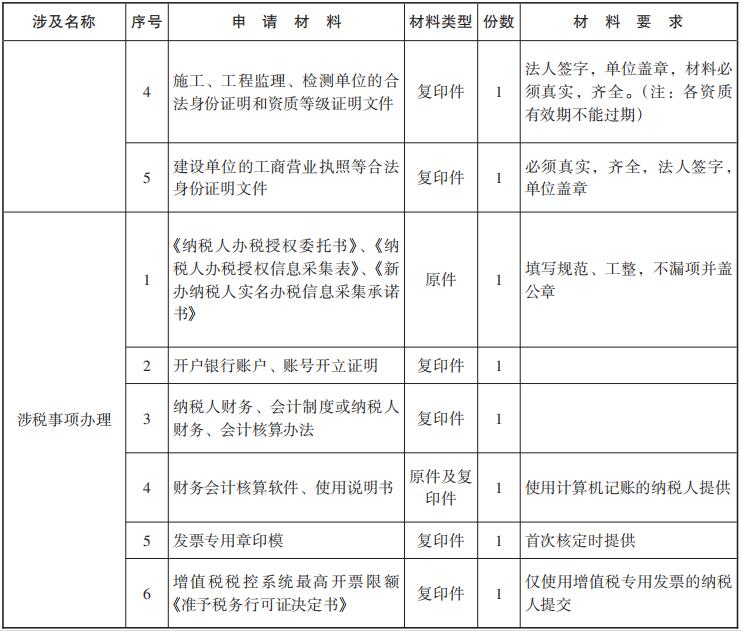 涉及名称 序号 申请材料 材料类型 份数 材料要求
4 施工、工程监理、检测单位的合法身份证明和资质等级证明文件 复印件 1 法人签字，单位盖章，材料必须真实，齐全。（注：各资质有效期不能过期）
5 建设单位的工商营业执照等合法身份证明文件 复印件 1 必须真实，齐全，法人签字，单位盖章
涉税事项办理
1 《纳税人办税授权委托书》、《纳税人办税授权信息采集表》、《新办纳税人实名办税信息采集承诺书》 原件 1 填写规范、工整，不漏项并盖公章
2 开户银行账户、账号开立证明 复印件 1
3 纳税人财务、会计制度或纳税人财务、会计核算办法 复印件 1
4 财务会计核算软件、使用说明书 原件及复印件 1 使用计算机记账的纳税人提供
5 发票专用章印模 复印件 1 首次核定时提供
6 增值税税控系统最高开票限额《准予税务行可证决定书》 复印件 1 仅使用增值税专用发票的纳税人提交